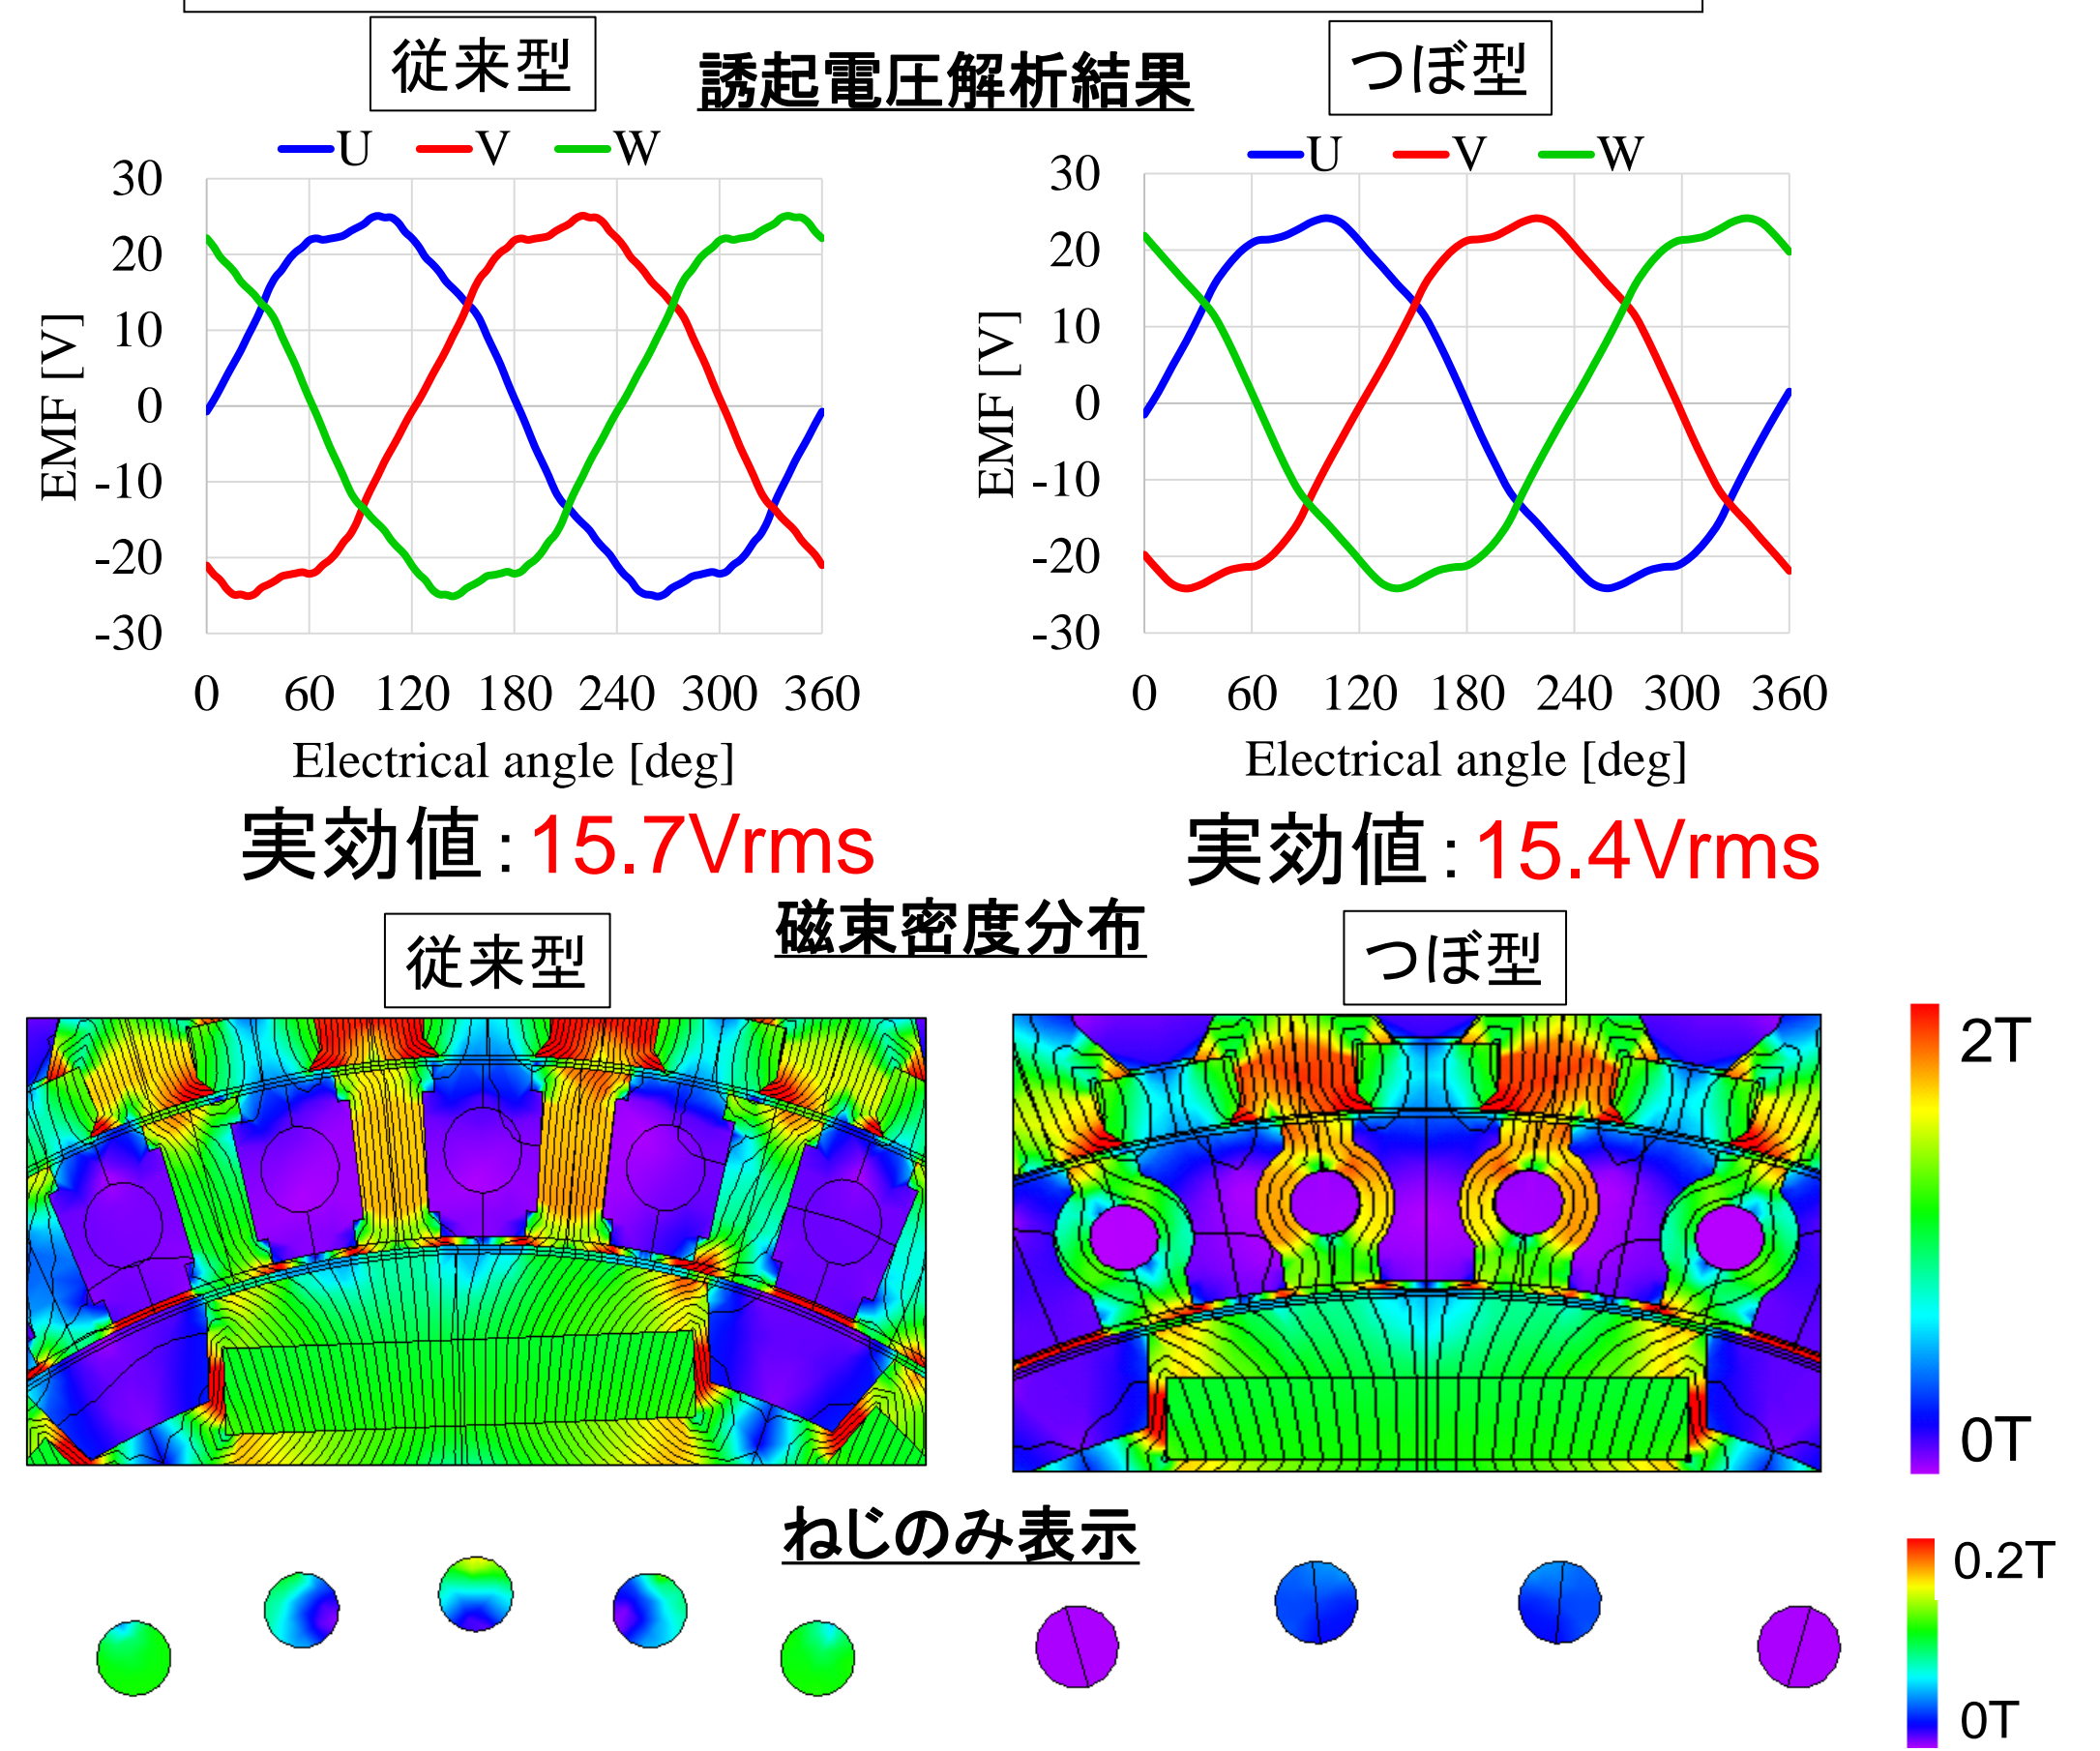 従来型
誘起電圧解析結果
つぼ型
U V W
30
20
10
0
-10
-20
-30
EMF [V]
0 60 120 180 240 300 360
Electrical angle [deg]
U V W
30
20
10
0
-10
-20
-30
EMF [V]
0 60 120 180 240 300 360
Electrical angle [deg]
実効値:15.7Vrms
実効値:15.4Vrms
磁束密度分布
従来型
つぼ型
2T
0T
ねじのみ表示
0.2T
0T